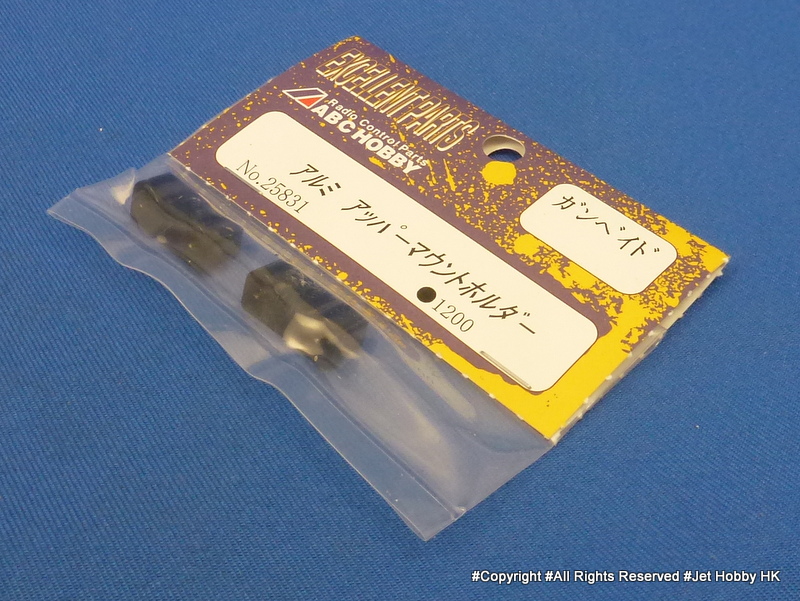 EXCELLENT PARTS
Radio Control Parts
ABC HOBBY
ガンベイド
No.25831
アルミ アッパーマウントホルダー
●1200
#Copyright #All Rights Reserved #Jet Hobby HK